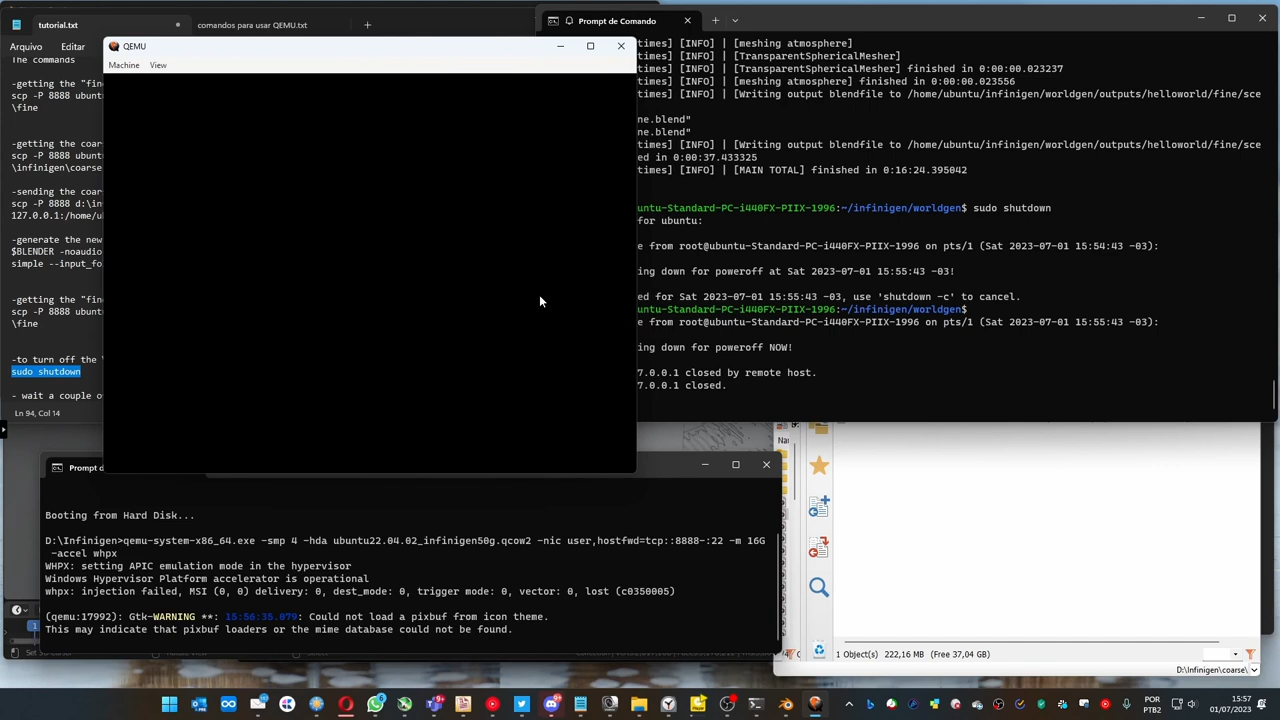 tutorial.txt
comandos para usar QEMU.txt
Prompt de Comando
Arquivo
Editar
QEMU
Machine
View
The commands
-getting the "fine
scp -P 8888 ubuntu
\fine
-getting the coars
scp -P 8888 ubuntu
\infinigen\coarse
-sending the coars
scp -P 8888 d:\in
127.0.0.1:/home/u
-generate the new
$BLENDER -noaudio
simple --input_fo
-getting the "fine
scp -P 8888 ubuntu
\fine
-to turn off the
sudo shutdown
- wait a couple o
Ln 94, Col 14
times] [INFO] | [meshing atmosphere]
times] [INFO] | [TransparentSphericalMesher]
times] [INFO] | [TransparentSphericalMesher] finished in 0:00:00.023237
times] [INFO] | [meshing atmosphere] finished in 0:00:00.023556
times] [INFO] | [Writing output blendfile to /home/ubuntu/infinigen/worldgen/outputs/helloworld/fine/sce
ne.blend"
ne.blend"
times] [INFO] | [Writing output blendfile to /home/ubuntu/infinigen/worldgen/outputs/helloworld/fine/sce
ed in 0:00:37.433325
times] [INFO] | [MAIN TOTAL] finished in 0:16:24.395042
untu-Standard-PC-i440FX-PIIX-1996:~/infinigen/worldgen$ sudo shutdown
for ubuntu:
e from root@ubuntu-Standard-PC-i440FX-PIIX-1996 on pts/1 (Sat 2023-07-01 15:54:43 -03):
ing down for poweroff at Sat 2023-07-01 15:55:43 -03!
ed for Sat 2023-07-01 15:55:43 -03, use 'shutdown -c' to cancel.
untu-Standard-PC-i440FX-PIIX-1996:~/infinigen/worldgen$
e from root@ubuntu-Standard-PC-i440FX-PIIX-1996 on pts/1 (Sat 2023-07-01 15:55:43 -03):
ing down for poweroff NOW!
7.0.0.1 closed by remote host.
7.0.0.1 closed.
Prompt d
Booting from Hard Disk...
D:\Infinigen>qemu-system-x86_64.exe -smp 4 -hda ubuntu22.04.02_infinigen50g.qcow2 -nic user,hostfwd=tcp::8888-:22 -m 16G
-accel whpx
WHPX: setting APIC emulation mode in the hypervisor
Windows Hypervisor Platform accelerator is operational
whpx: injection failed, MSI (0, 0) delivery: 0, dest_mode: 0, trigger mode: 0, vector: 0, lost (c0350005)
(qemu:17992): Gtk-WARNING **: 15:56:35.079: Could not load a pixbuf from icon theme.
This may indicate that pixbuf loaders or the mime database could not be found.
Nar
1 Object(s) 222,16 MB (Free 37,04 GB)
D:\Infinigen\coarse\
POR
PTB2
15:57
01/07/2023